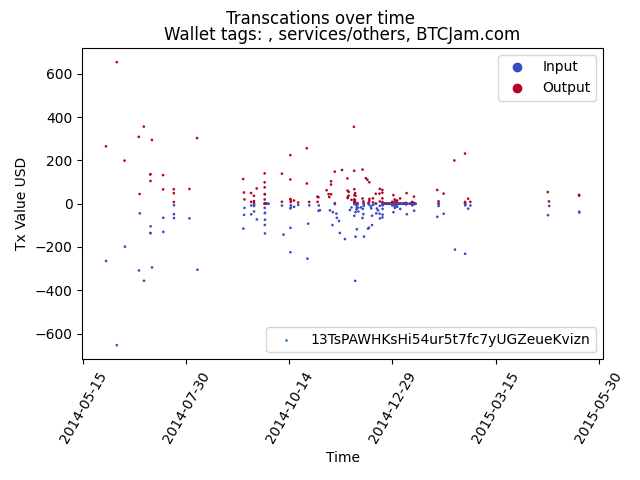 Transcations over time
Wallet tags: , services/others, BTCJam.com
Input
Output
Tx Value USD
600
400
200
0
−200
−400
−600
13TsPAWHKsHi54ur5t7fc7yUGZeueKvizn
2014-05-15
2014-07-30
2014-10-14
2014-12-29
2015-03-15
2015-05-30
Time